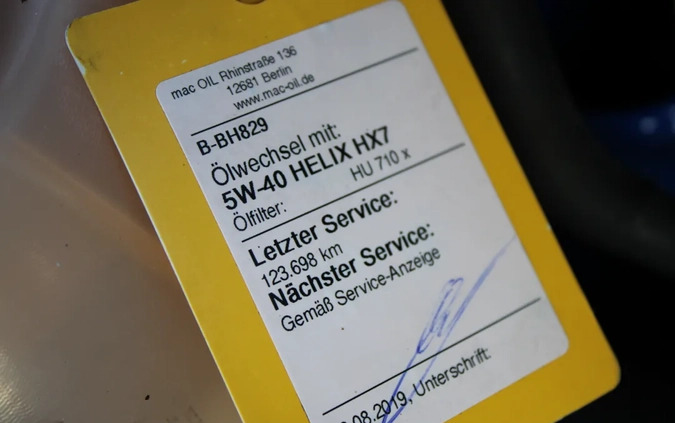 mac OIL Rhinstraße 136
12681 Berlin
www.mac-oil.de
B-BH829
Ölwechsel mit:
5W-40 HELIX HX7
Ölfilter: HU 710 x
Letzter Service:
123.698 km
Nächster Service:
Gemäß Service-Anzeige
.08.2019, Unterschrift: